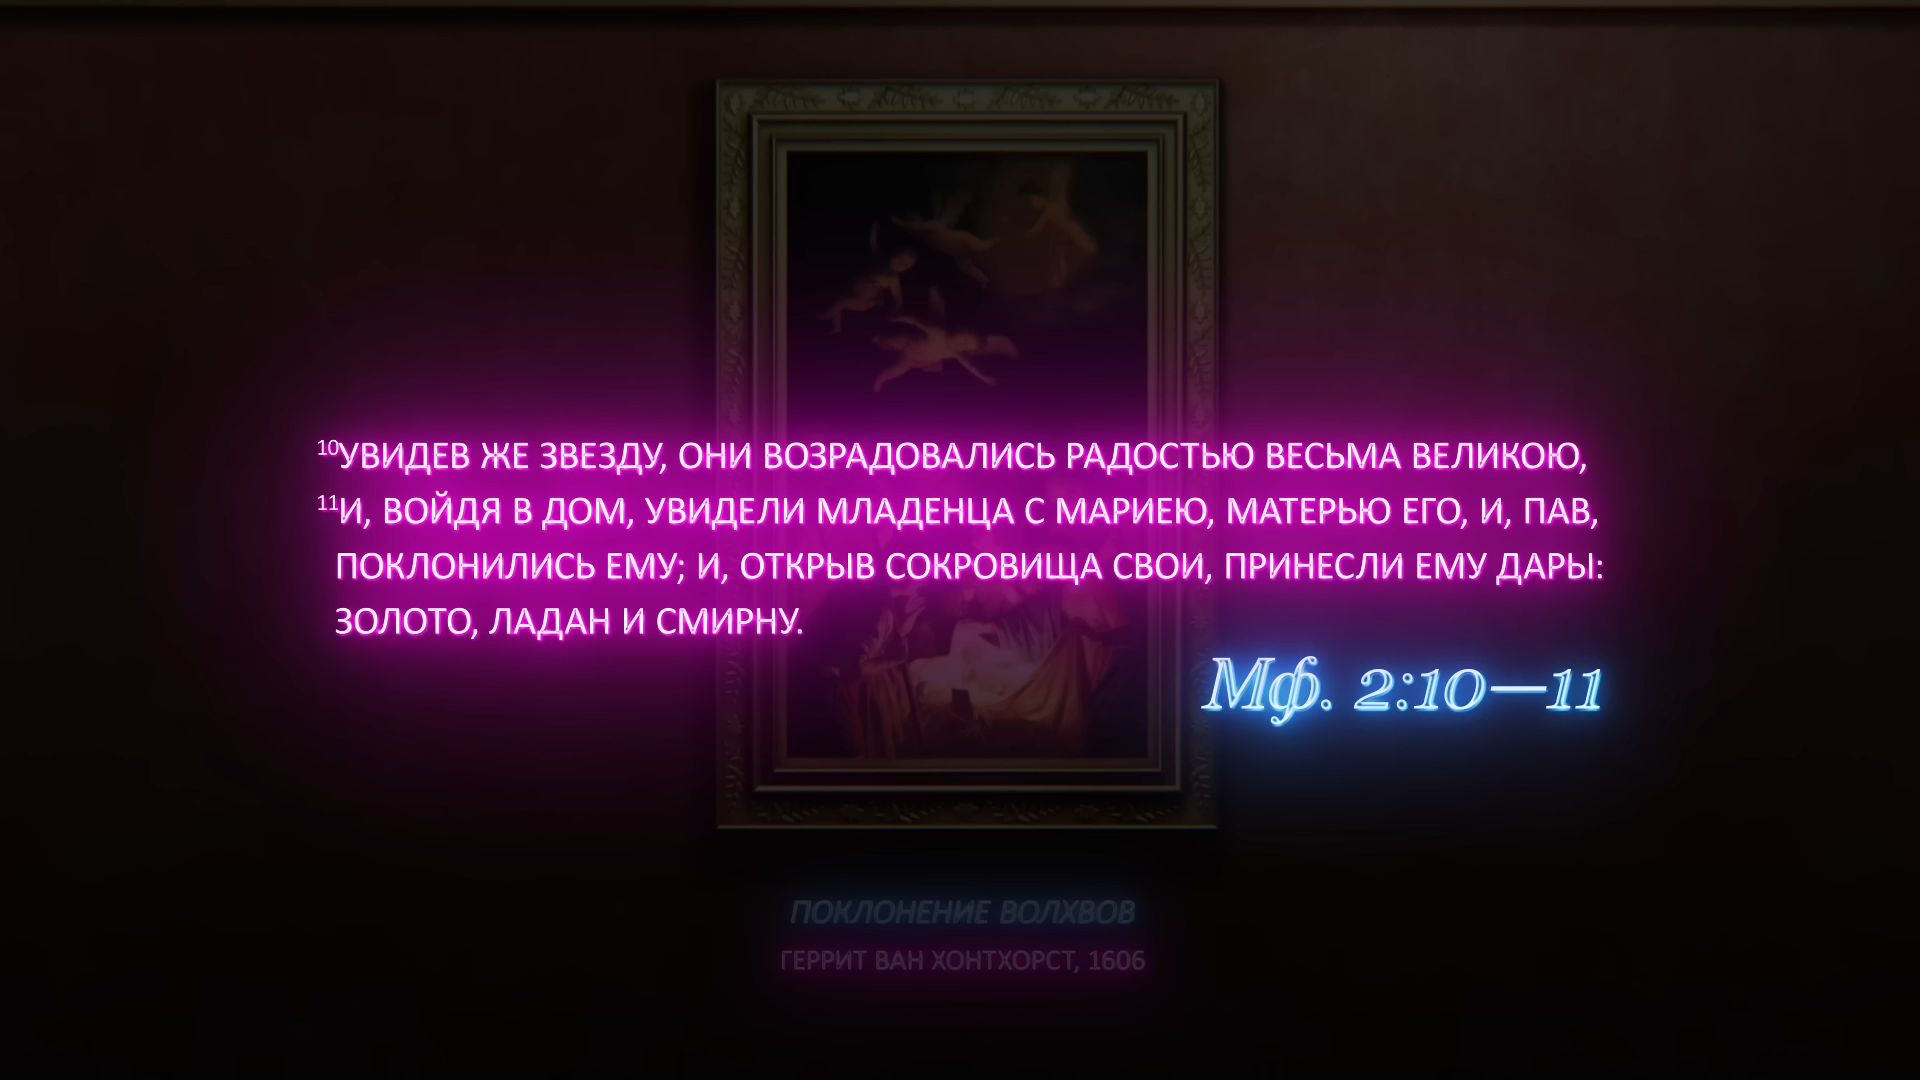 ¹⁰УВИДЕВ ЖЕ ЗВЕЗДУ, ОНИ ВОЗРАДОВАЛИСЬ РАДОСТЬЮ ВЕСЬМА ВЕЛИКОЮ,
¹¹И, ВОЙДЯ В ДОМ, УВИДЕЛИ МЛАДЕНЦА С МАРИЕЮ, МАТЕРЬЮ ЕГО, И, ПАВ,
ПОКЛОНИЛИСЬ ЕМУ; И, ОТКРЫВ СОКРОВИЩА СВОИ, ПРИНЕСЛИ ЕМУ ДАРЫ:
ЗОЛОТО, ЛАДАН И СМИРНУ.
Мф. 2:10—11
ПОКЛОНЕНИЕ ВОЛХВОВ
ГЕРРИТ ВАН ХОНТХОРСТ, 1606